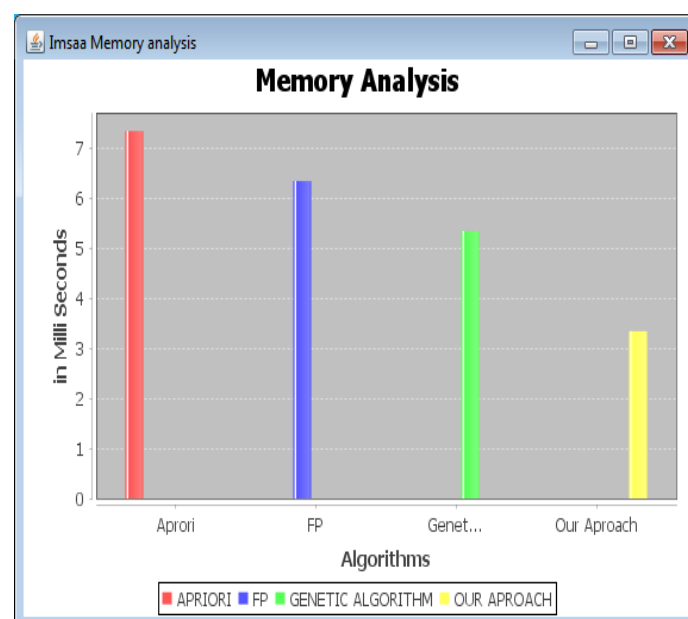 Imsaa Memory analysis
Memory Analysis
in Milli Seconds
7
6
5
4
3
2
1
0
Aprori FP Genet... Our Aproach
Algorithms
APRIORI FP GENETIC ALGORITHM OUR APROACH